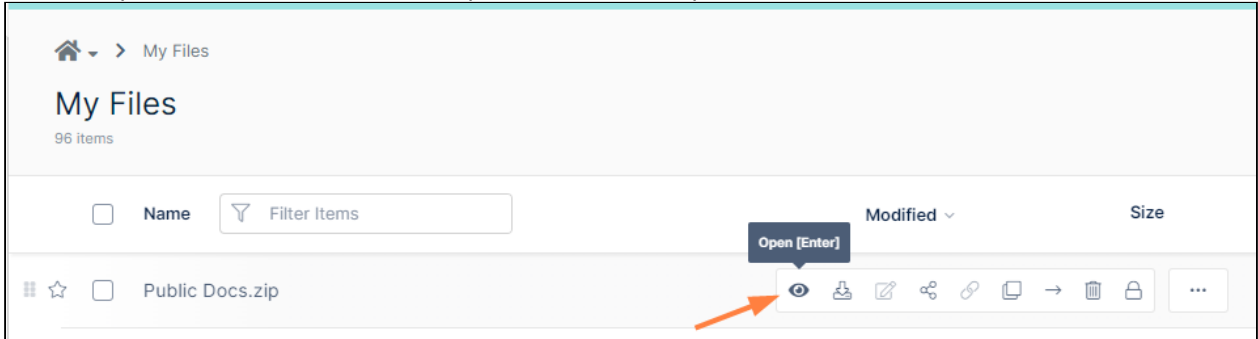 My Files
My Files
96 items
Name Filter Items Modified Size
Open [Enter]
Public Docs.zip